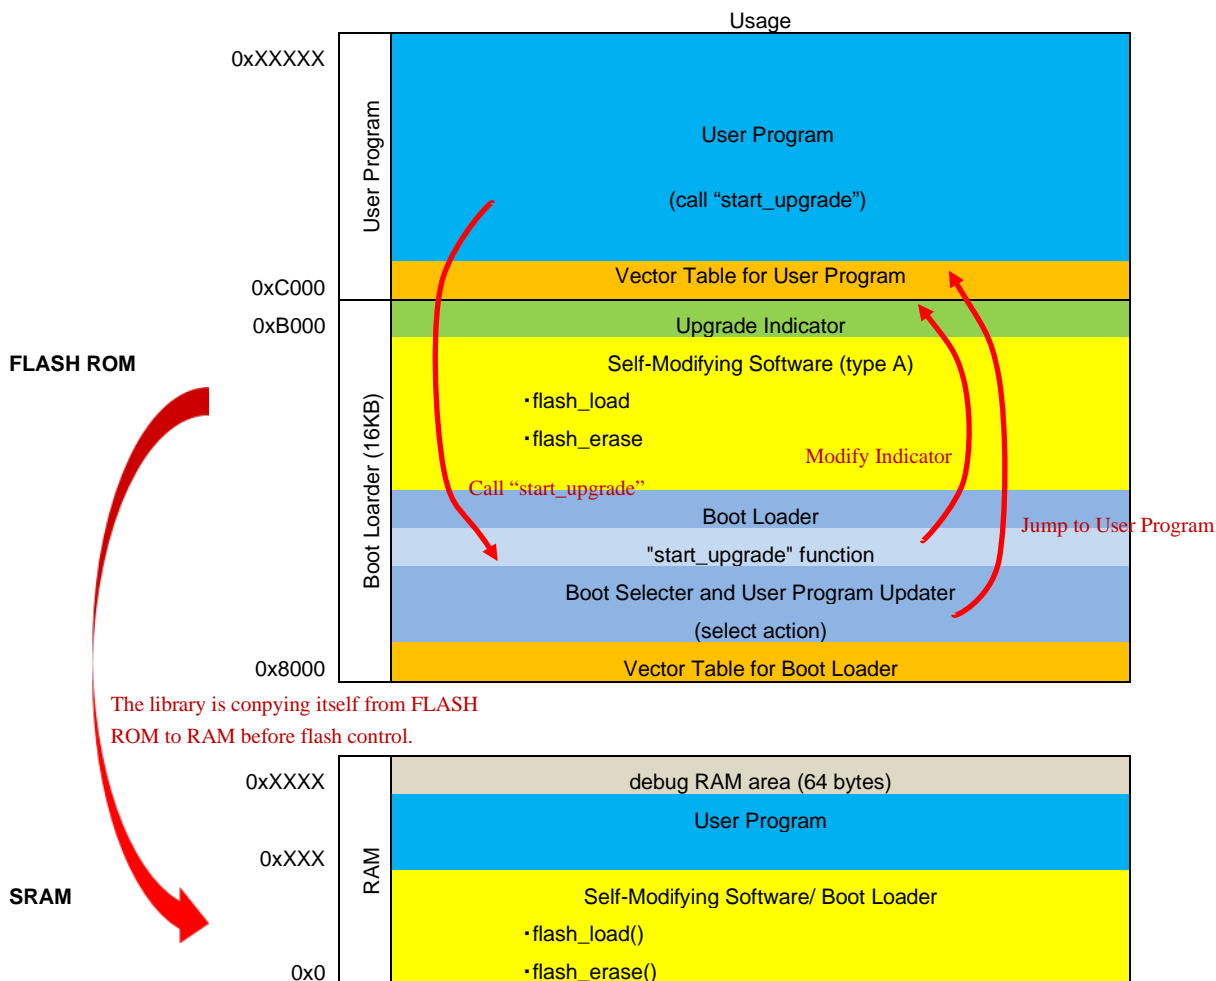 Usage
0xXXXXX
User Program
User Program
(call “start_upgrade”)
Vector Table for User Program
0xC000
0xB000
Upgrade Indicator
FLASH ROM
Boot Loarder (16KB)
Self-Modifying Software (type A)
・flash_load
・flash_erase
Modify Indicator
Call “start_upgrade”
Boot Loader
Jump to User Program
"start_upgrade" function
Boot Selecter and User Program Updater
(select action)
0x8000
Vector Table for Boot Loader
The library is conpying itself from FLASH
ROM to RAM before flash control.
0xXXXX
debug RAM area (64 bytes)
User Program
0xXXX
RAM
SRAM
Self-Modifying Software/ Boot Loader
・flash_load()
0x0
・flash_erase()